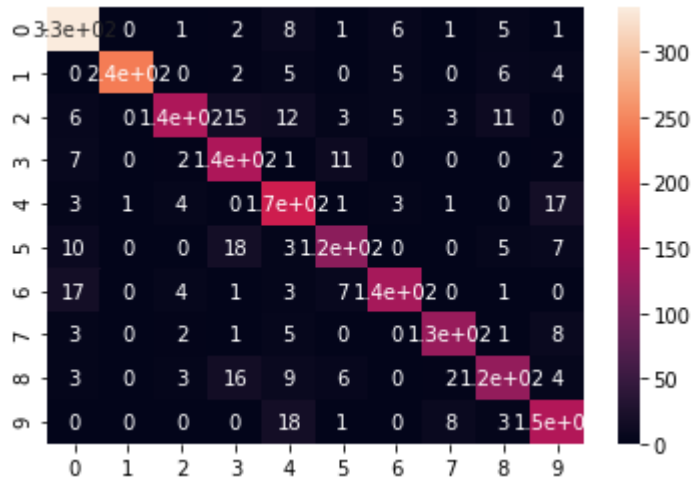 0 3.3e+02 0 1 2 8 1 6 1 5 1
1 0 2.4e+02 0 2 5 0 5 0 6 4
2 6 0 1.4e+02 15 12 3 5 3 11 0
3 7 0 2 1.4e+02 1 11 0 0 0 2
4 3 1 4 0 1.7e+02 1 3 1 0 17
5 10 0 0 18 3 1.2e+02 0 0 5 7
6 17 0 4 1 3 7 1.4e+02 0 1 0
7 3 0 2 1 5 0 0 1.3e+02 1 8
8 3 0 3 16 9 6 0 2 1.2e+02 4
9 0 0 0 0 18 1 0 8 3 1.5e+0
0 1 2 3 4 5 6 7 8 9
300
250
200
150
100
50
0